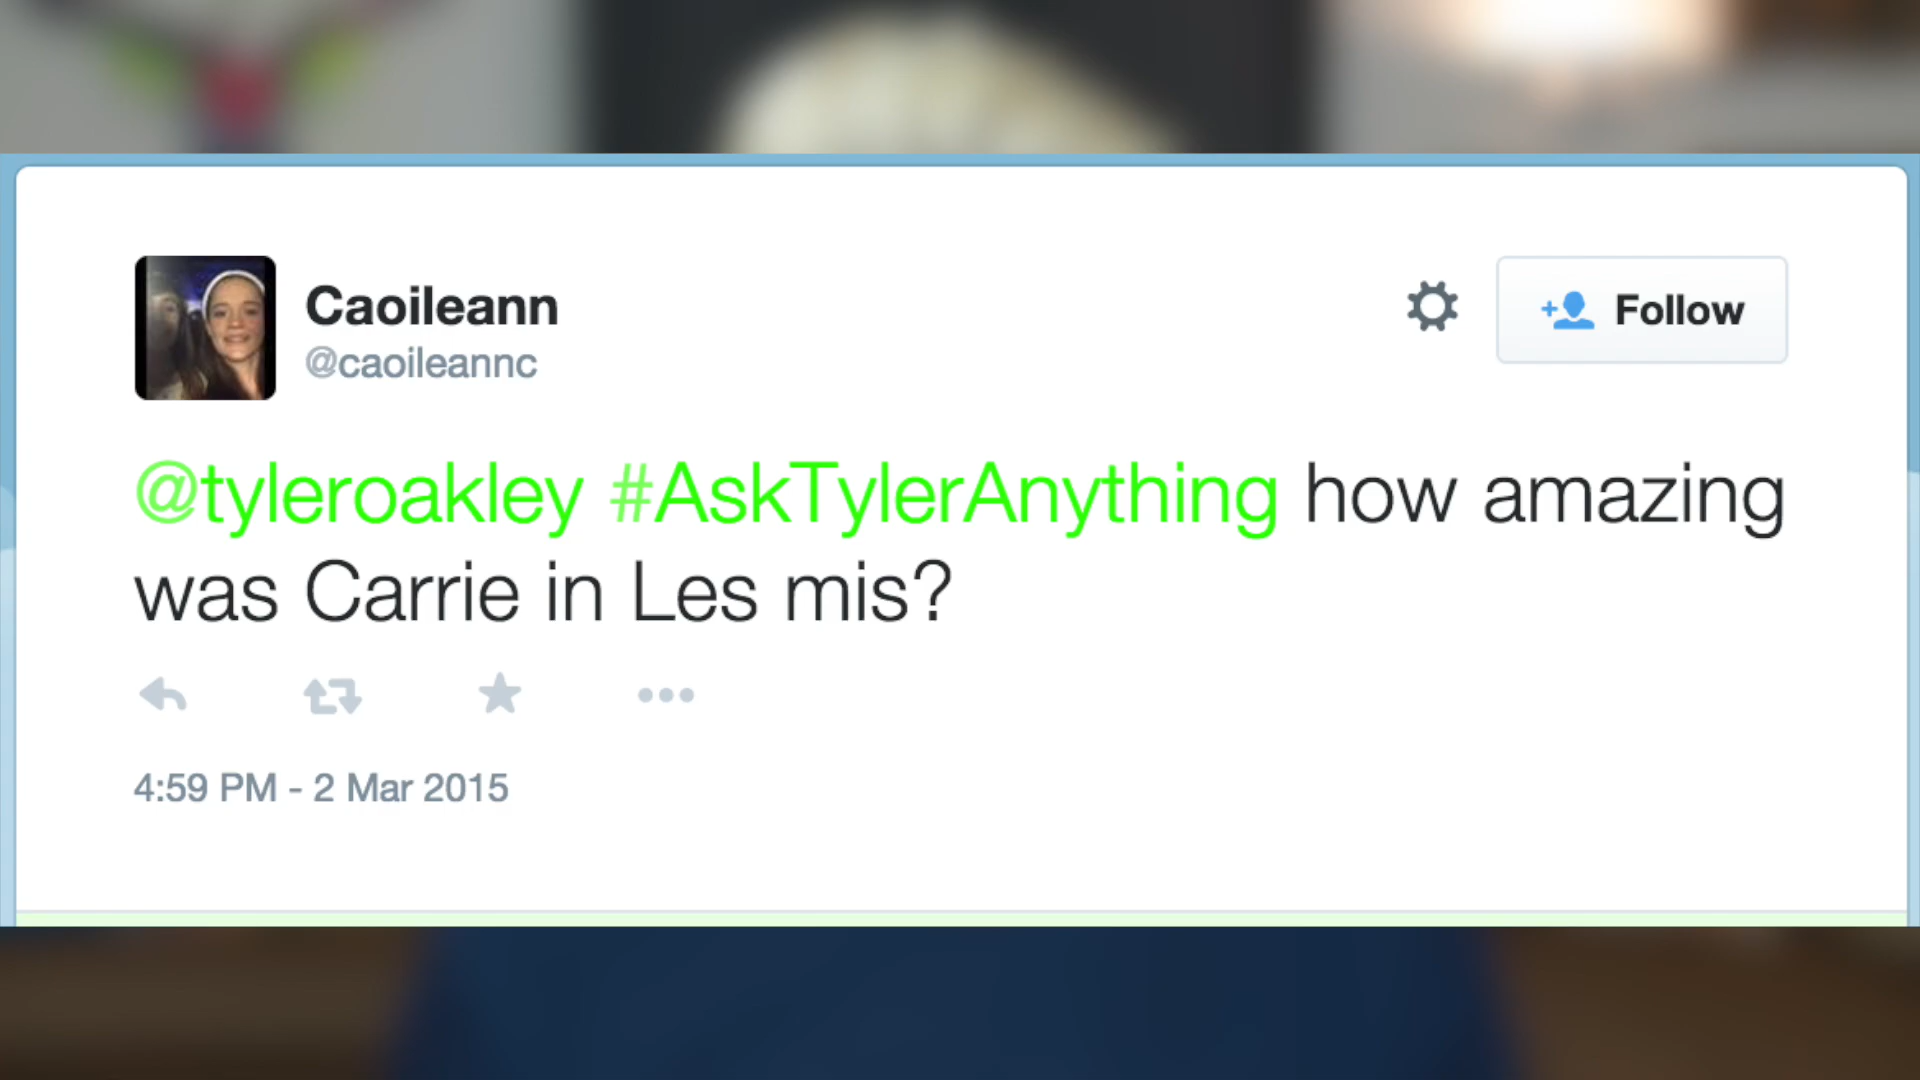 Caoileann
@caoileannc
Follow
@tyleroakley #AskTylerAnything how amazing
was Carrie in Les mis?
4:59 PM - 2 Mar 2015